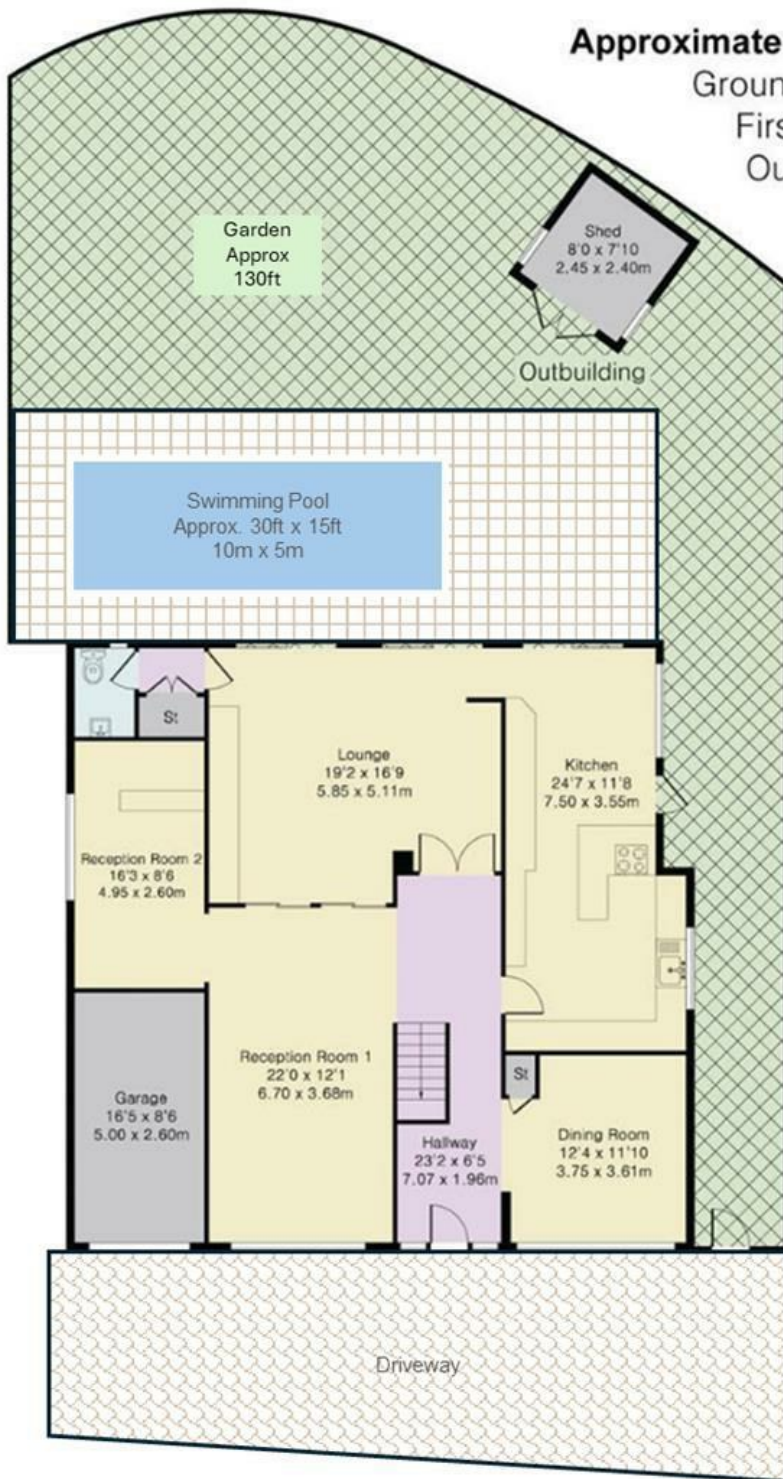 Approximate
Groun
Firs
Ou
Garden
Approx
130ft
Shed
8'0 x 7'10
2.45 x 2.40m
Outbuilding
Swimming Pool
Approx. 30ft x 15ft
10m x 5m
St
Lounge
19'2 x 16'9
5.85 x 5.11m
Kitchen
24'7 x 11'8
7.50 x 3.55m
Reception Room 2
16'3 x 8'6
4.95 x 2.60m
Reception Room 1
22'0 x 12'1
6.70 x 3.68m
Garage
16'5 x 8'6
5.00 x 2.60m
St
Hallway
23'2 x 6'5
7.07 x 1.96m
Dining Room
12'4 x 11'10
3.75 x 3.61m
Driveway